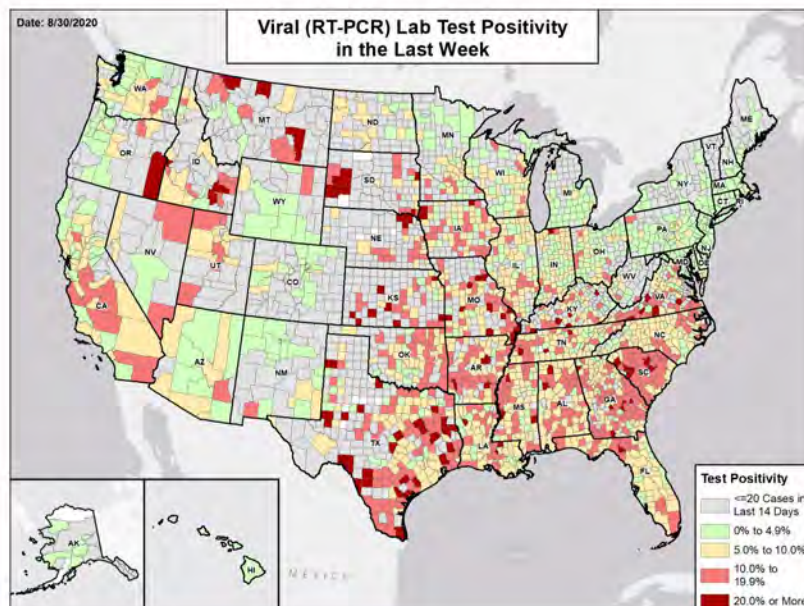 Date: 8/30/2020
Viral (RT-PCR) Lab Test Positivity
in the Last Week
WA
MT
ND
MN
ME
OR
ID
SD
WI
VT
NH
WY
MI
NY
MA
CT
RI
NV
NE
IA
PA
NJ
UT
CO
IL
IN
OH
MD
DE
CA
KS
MO
WV
VA
KY
AZ
NM
OK
AR
TN
NC
SC
TX
LA
MS
AL
GA
FL
AK
HI
MEXICO
Test Positivity
<=20 Cases in
Last 14 Days
0% to 4.9%
5.0% to 10.0%
10.0% to
19.9%
20.0% or More